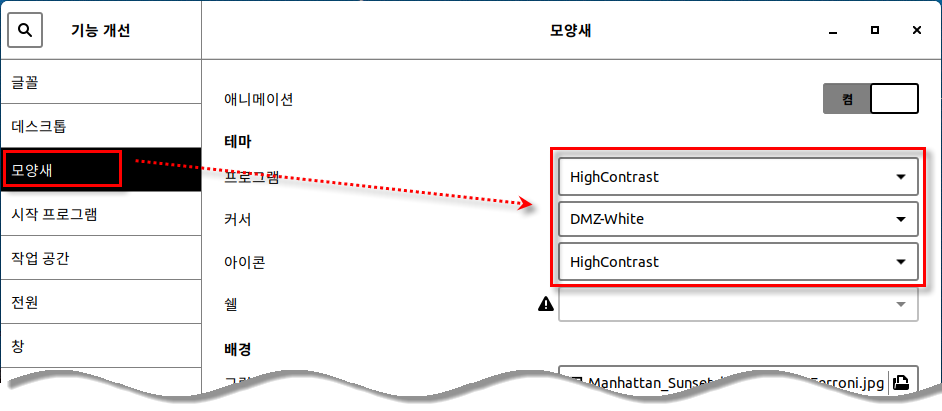 기능 개선
모양새
글꼴
데스크톱
모양새
시작 프로그램
작업 공간
전원
창
애니메이션
켬
테마
프로그램
HighContrast
커서
DMZ-White
아이콘
HighContrast
쉘
배경
Manhattan_Sunset
erroni.jpg